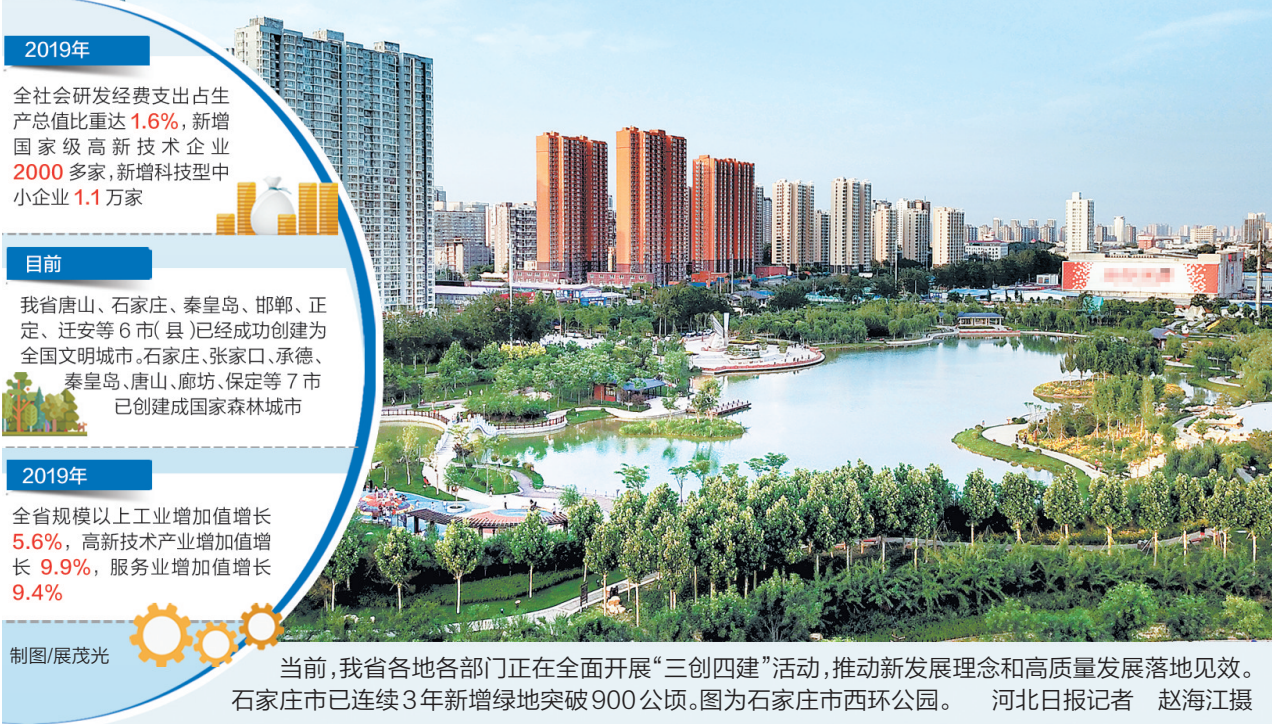 2019年
全社会研发经费支出占生
产总值比重达1.6%，新增
国家级高新技术企业
2000多家，新增科技型中
小企业1.1万家
目前
我省唐山、石家庄、秦皇岛、邯郸、正
定、迁安等6市(县)已经成功创建为
全国文明城市。石家庄、张家口、承德、
秦皇岛、唐山、廊坊、保定等7市
已创建成国家森林城市
2019年
全省规模以上工业增加值增长
5.6%，高新技术产业增加值增
长9.9%，服务业增加值增长
9.4%
制图/展茂光
当前，我省各地各部门正在全面开展“三创四建”活动，推动新发展理念和高质量发展落地见效。
石家庄市已连续3年新增绿地突破900公顷。图为石家庄市西环公园。 河北日报记者 赵海江摄